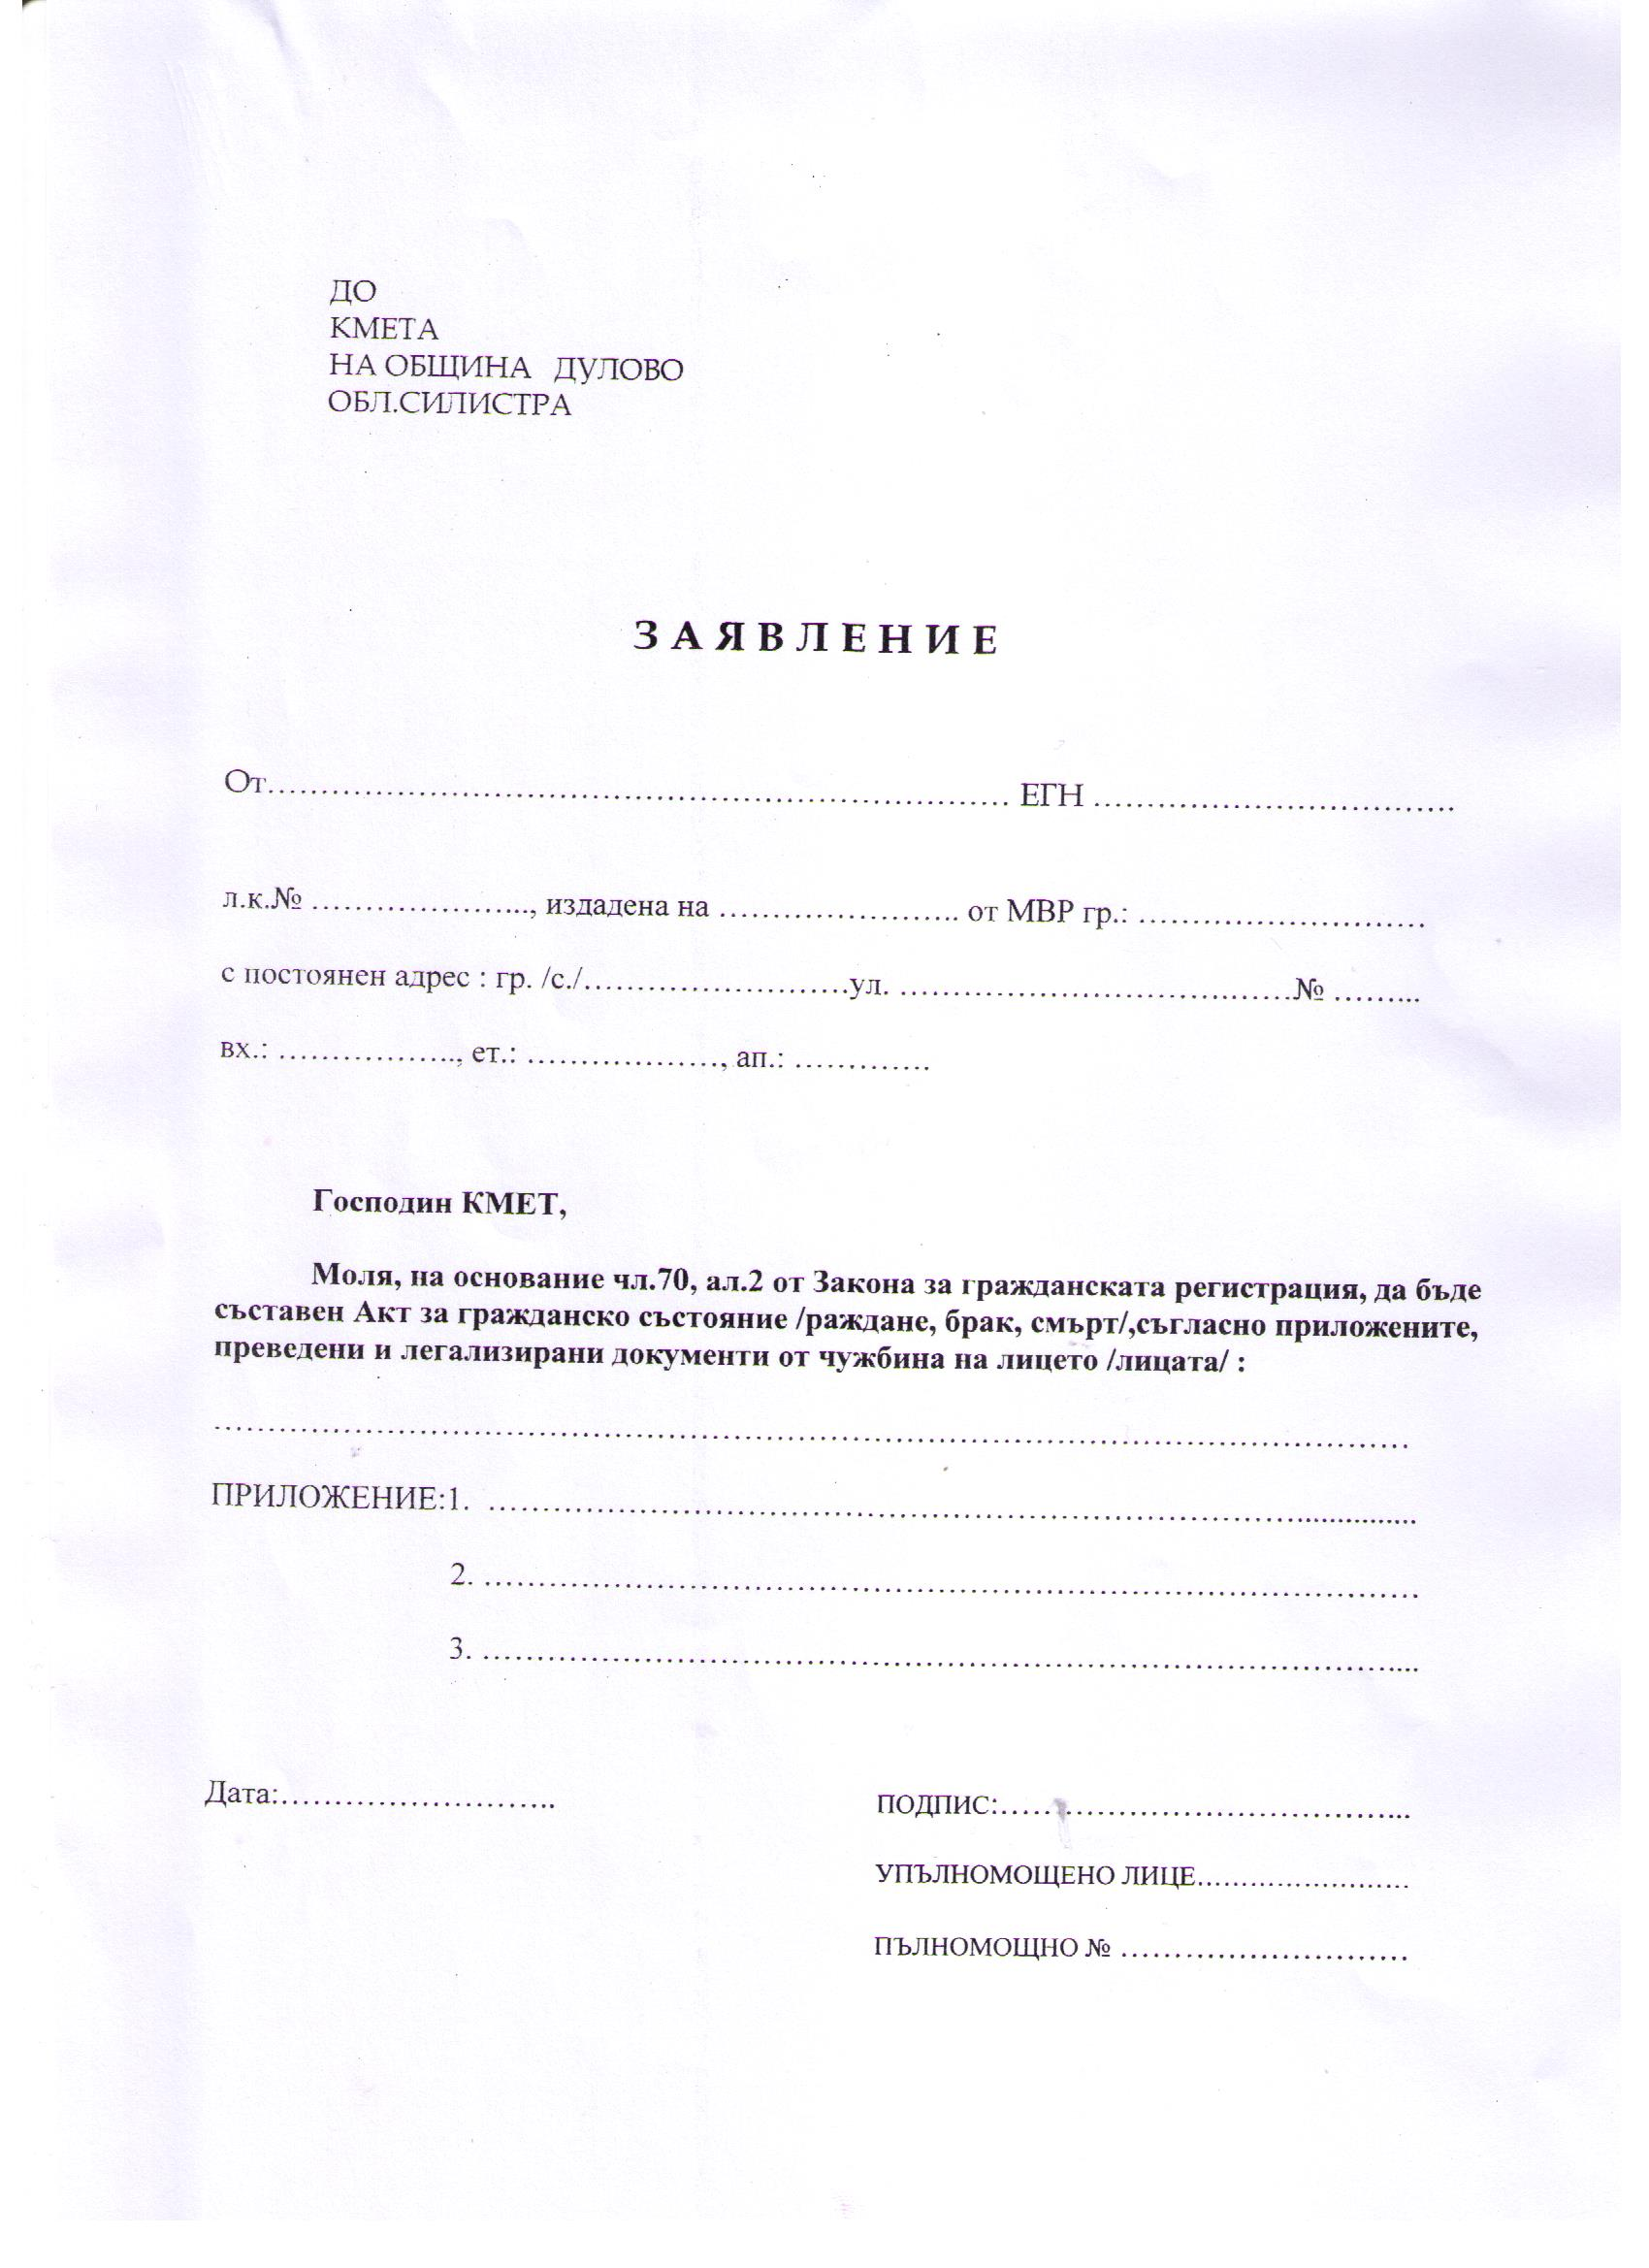 ДО
КМЕТА
НА ОБЩИНА ДУЛОВО
ОБЛ.СИЛИСТРА
З А Я В Л Е Н И Е
От…………………………………………………………… ЕГН …………………………….
л.к.№ ………………….., издадена на ………………….. от МВР гр.: ………………………
с постоянен адрес : гр. /с./…………………….ул. ………………………………….№ ………
вх.: …………….., ет.: ………………, ап.: ………….
Господин КМЕТ,
Моля, на основание чл.70, ал.2 от Закона за гражданската регистрация, да бъде
съставен Акт за гражданско състояние /раждане, брак, смърт/,съгласно приложените,
преведени и легализирани документи от чужбина на лицето /лицата/ :
……………………………………………………………………………………………………
ПРИЛОЖЕНИЕ:1. ……………………………………………………………………..............
2. ………………………………………………………………………………
3. ……………………………………………………………………………...
Дата:……………………..
ПОДПИС:………………………………...
УПЪЛНОМОЩЕНО ЛИЦЕ…………………
ПЪЛНОМОЩНО № ………………………